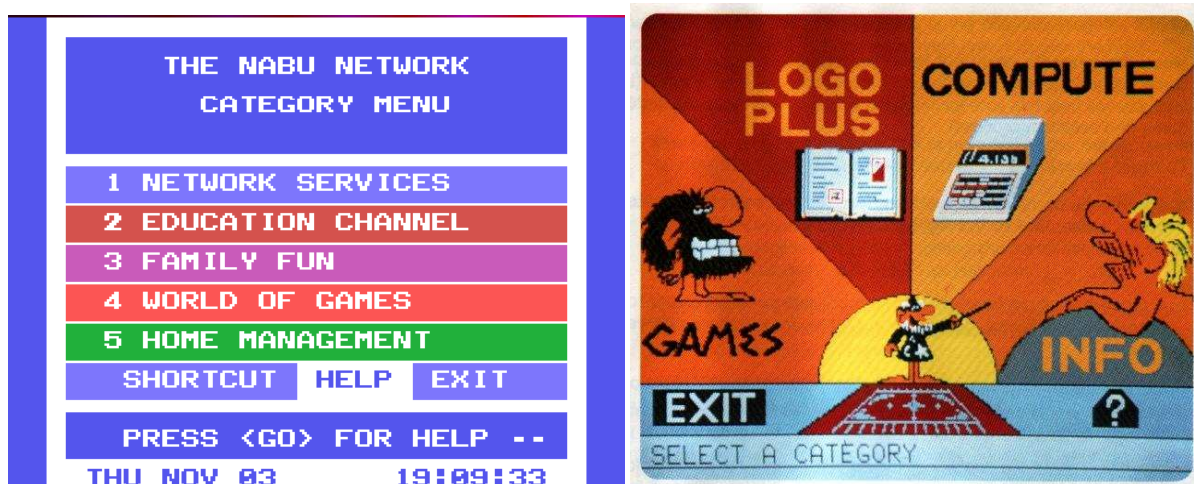 THE NABU NETWORK
CATEGORY MENU
1 NETWORK SERVICES
2 EDUCATION CHANNEL
3 FAMILY FUN
4 WORLD OF GAMES
5 HOME MANAGEMENT
SHORTCUT HELP EXIT
PRESS <GO> FOR HELP --
THU NOV 03 19:09:33
LOGO
PLUS
COMPUTE
GAMES
INFO
EXIT
?
SELECT A CATEGORY